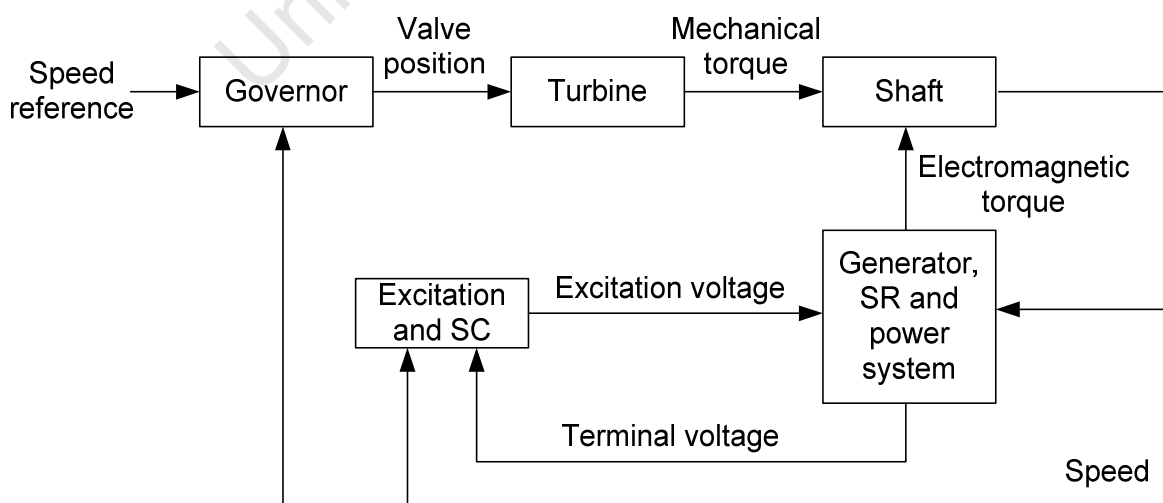 Speed
reference
Governor
Valve
position
Turbine
Mechanical
torque
Shaft
Electromagnetic
torque
Generator,
SR and
power
system
Excitation
and SC
Excitation voltage
Terminal voltage
Speed